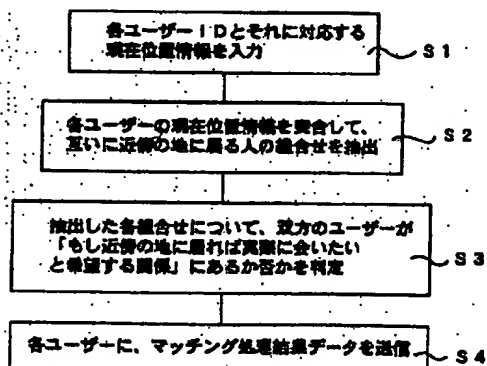 各ユーザーIDとそれに対応する
現在位置情報を入力
S1
各ユーザーの現在位置情報を突合して、
互いに近傍の地に居る人の組合せを抽出
S2
抽出した各組合せについて、双方のユーザーが
「もし近傍の地に居れば実際に会いたい
と希望する関係」にあるか否かを判定
S3
各ユーザーに、マッチング処理結果データを送信
S4